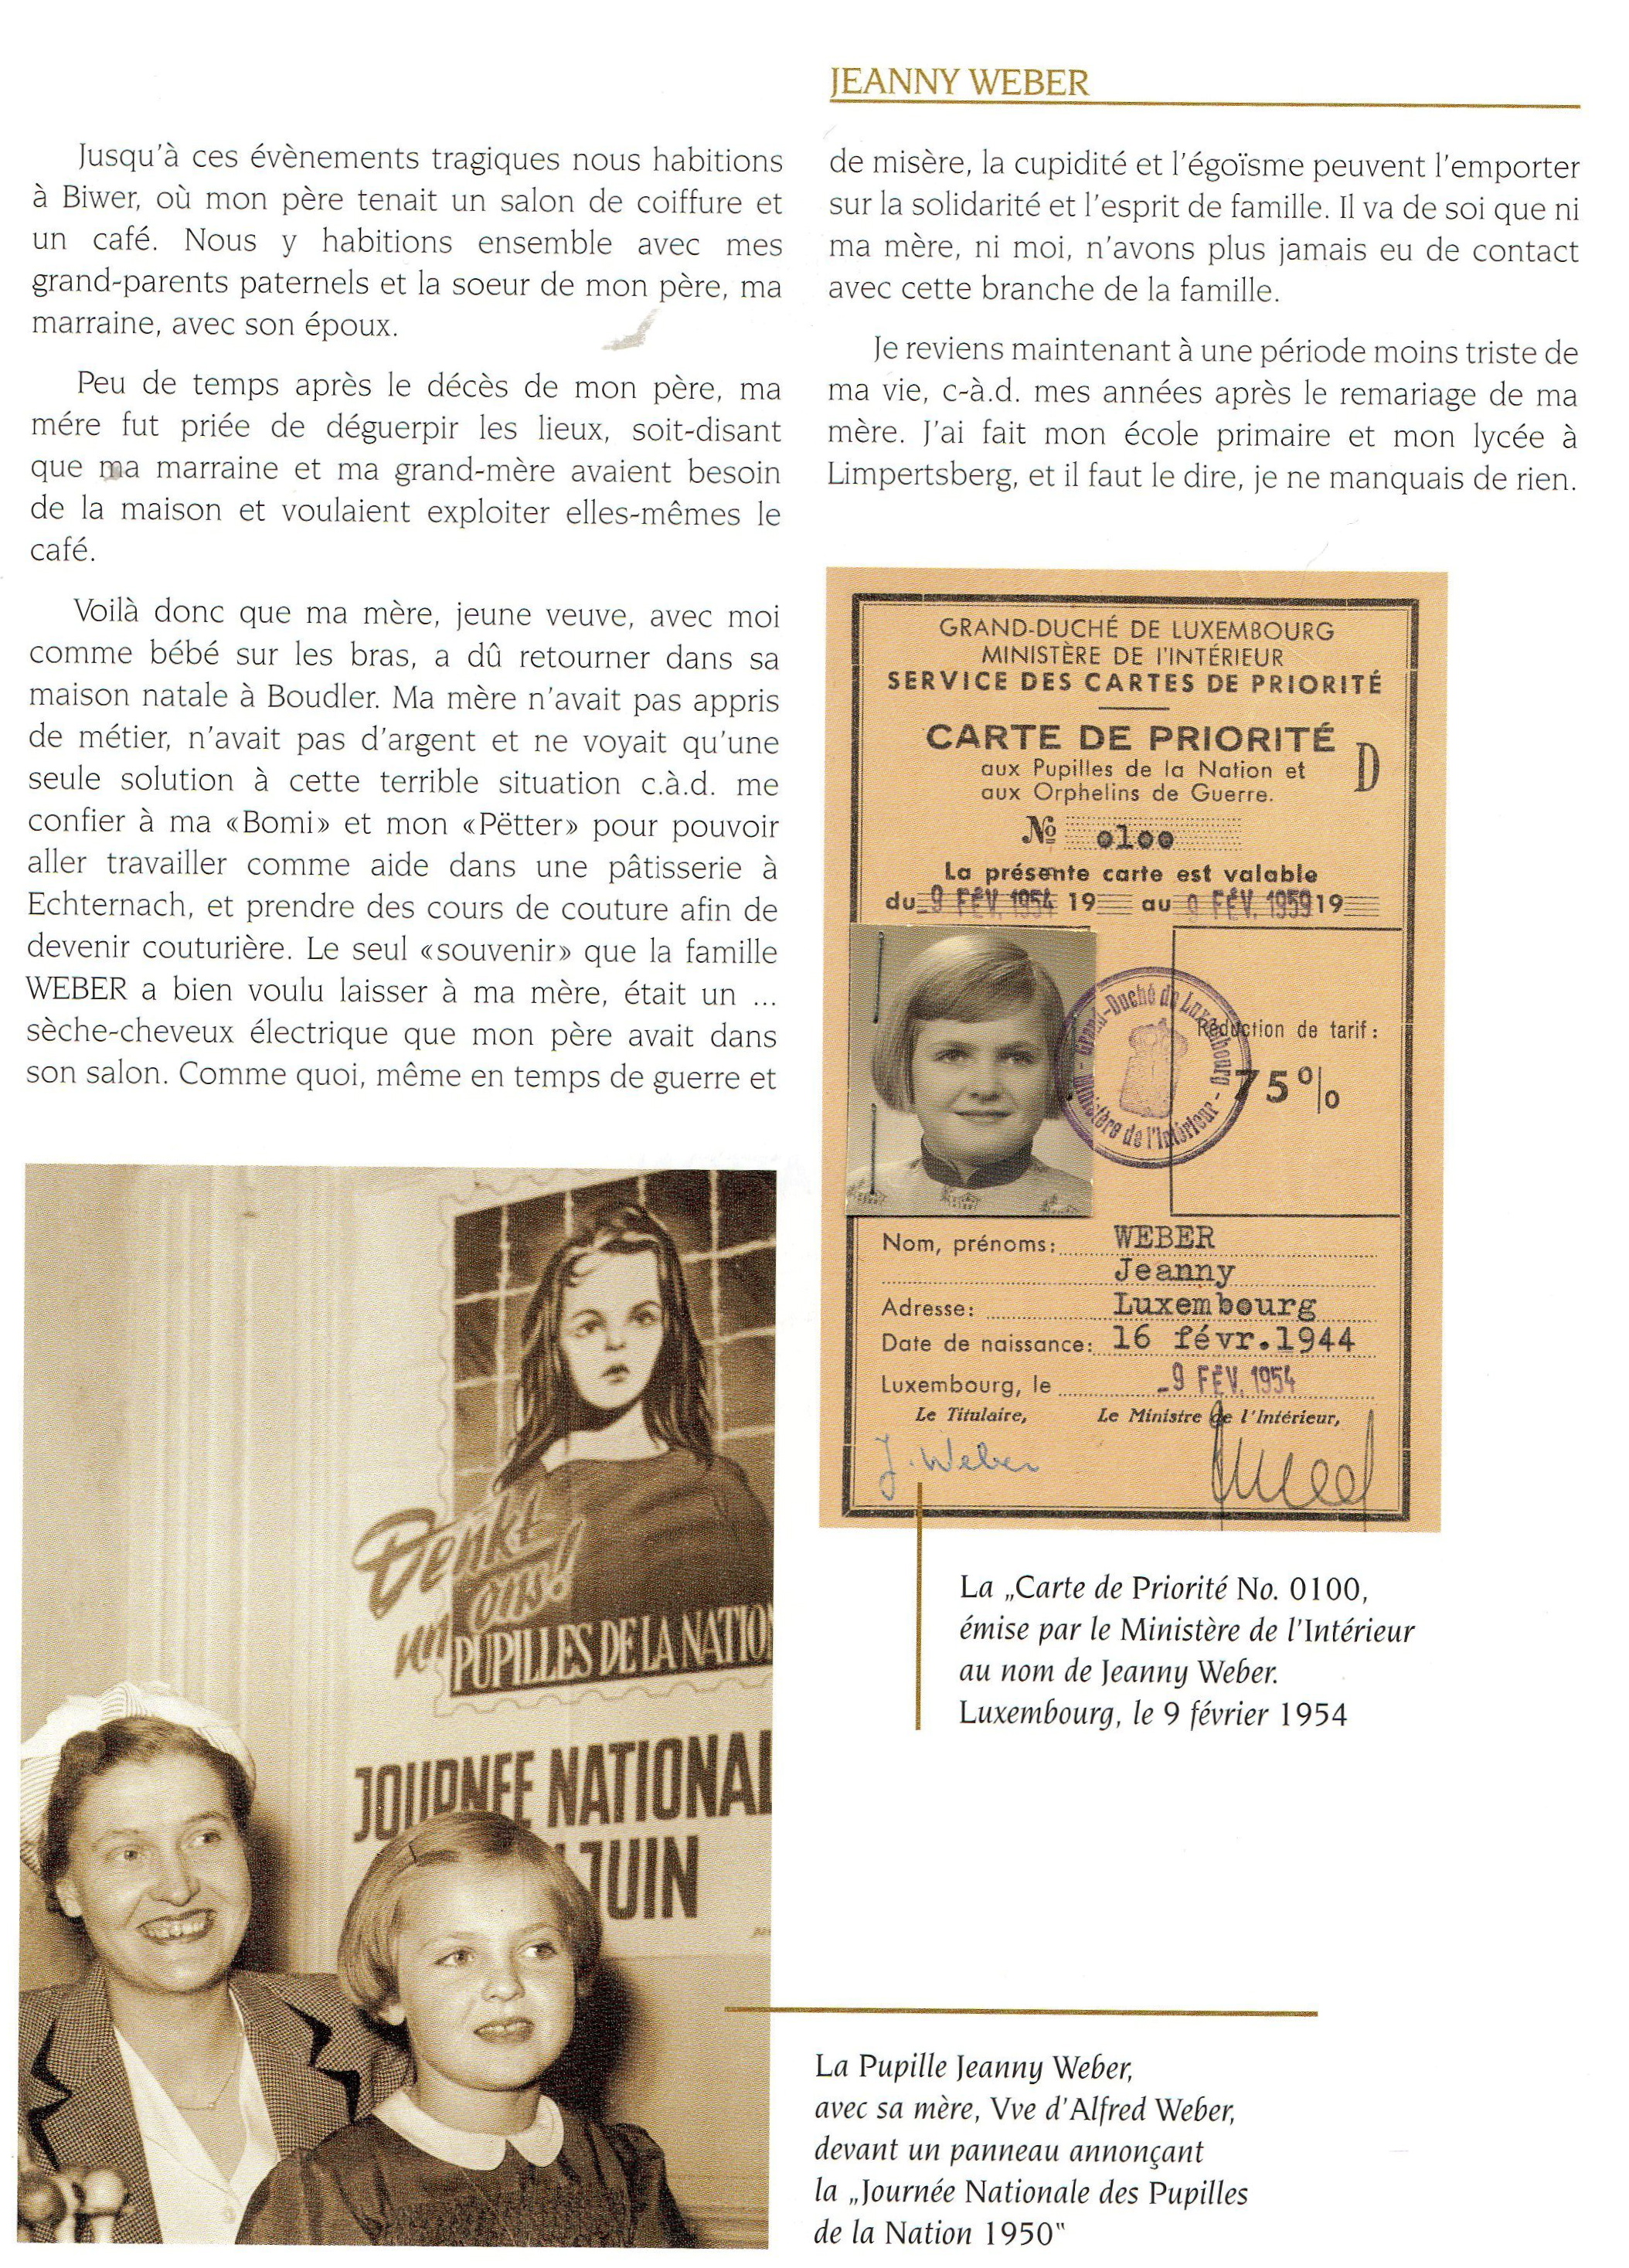 JEANNY WEBER
Jusqu'à ces évènements tragiques nous habitions
à Biwer, où mon père tenait un salon de coiffure et
un café. Nous y habitions ensemble avec mes
grand-parents paternels et la soeur de mon père, ma
marraine, avec son époux.
Peu de temps après le décès de mon père, ma
mére fut priée de déguerpir les lieux, soit-disant
que ma marraine et ma grand-mère avaient besoin
de la maison et voulaient exploiter elles-mêmes le
café.
Voilà donc que ma mère, jeune veuve, avec moi
comme bébé sur les bras, a dû retourner dans sa
maison natale à Boudler. Ma mère n'avait pas appris
de métier, n'avait pas d'argent et ne voyait qu'une
seule solution à cette terrible situation c.à.d. me
confier à ma «Bomi» et mon «Pëtter» pour pouvoir
aller travailler comme aide dans une pâtisserie à
Echternach, et prendre des cours de couture afin de
devenir couturière. Le seul «souvenir» que la famille
WEBER a bien voulu laisser à ma mère, était un ...
sèche-cheveux électrique que mon père avait dans
son salon. Comme quoi, même en temps de guerre et
de misère, la cupidité et l'égoïsme peuvent l'emporter
sur la solidarité et l'esprit de famille. Il va de soi que ni
ma mère, ni moi, n'avons plus jamais eu de contact
avec cette branche de la famille.
Je reviens maintenant à une période moins triste de
ma vie, c-à.d. mes années après le remariage de ma
mère. J'ai fait mon école primaire et mon lycée à
Limpertsberg, et il faut le dire, je ne manquais de rien.
GRAND-DUCHÉ DE LUXEMBOURG
MINISTÈRE DE l'INTÉRIEUR
SERVICE DES CARTES DE PRIORITÉ
CARTE DE PRIORITÉ
D
aux Pupilles de la Nation et
aux Orphelins de Guerre.
No 0100
La présente carte est valable
du -9 FÉV. 1954 19 au 9 FÉV. 1959 19
Grand-Duché de Luxembourg
- Ministère de l'Intérieur -
Réduction de tarif:
75%
Nom, prénoms: WEBER
Jeanny
Adresse: Luxembourg
Date de naissance: 16 févr. 1944
Luxembourg, le -9 FÉV. 1954
Le Titulaire, Le Ministre de l'Intérieur,
J. Weber
La „Carte de Priorité No. 0100,
émise par le Ministère de l'Intérieur
au nom de Jeanny Weber.
Luxembourg, le 9 février 1954
Denkt
un ons!
PUPILLES DE LA NATIO
JOURNEE NATIONAL
JUIN
La Pupille Jeanny Weber,
avec sa mère, Vve d'Alfred Weber,
devant un panneau annonçant
la „Journée Nationale des Pupilles
de la Nation 1950"